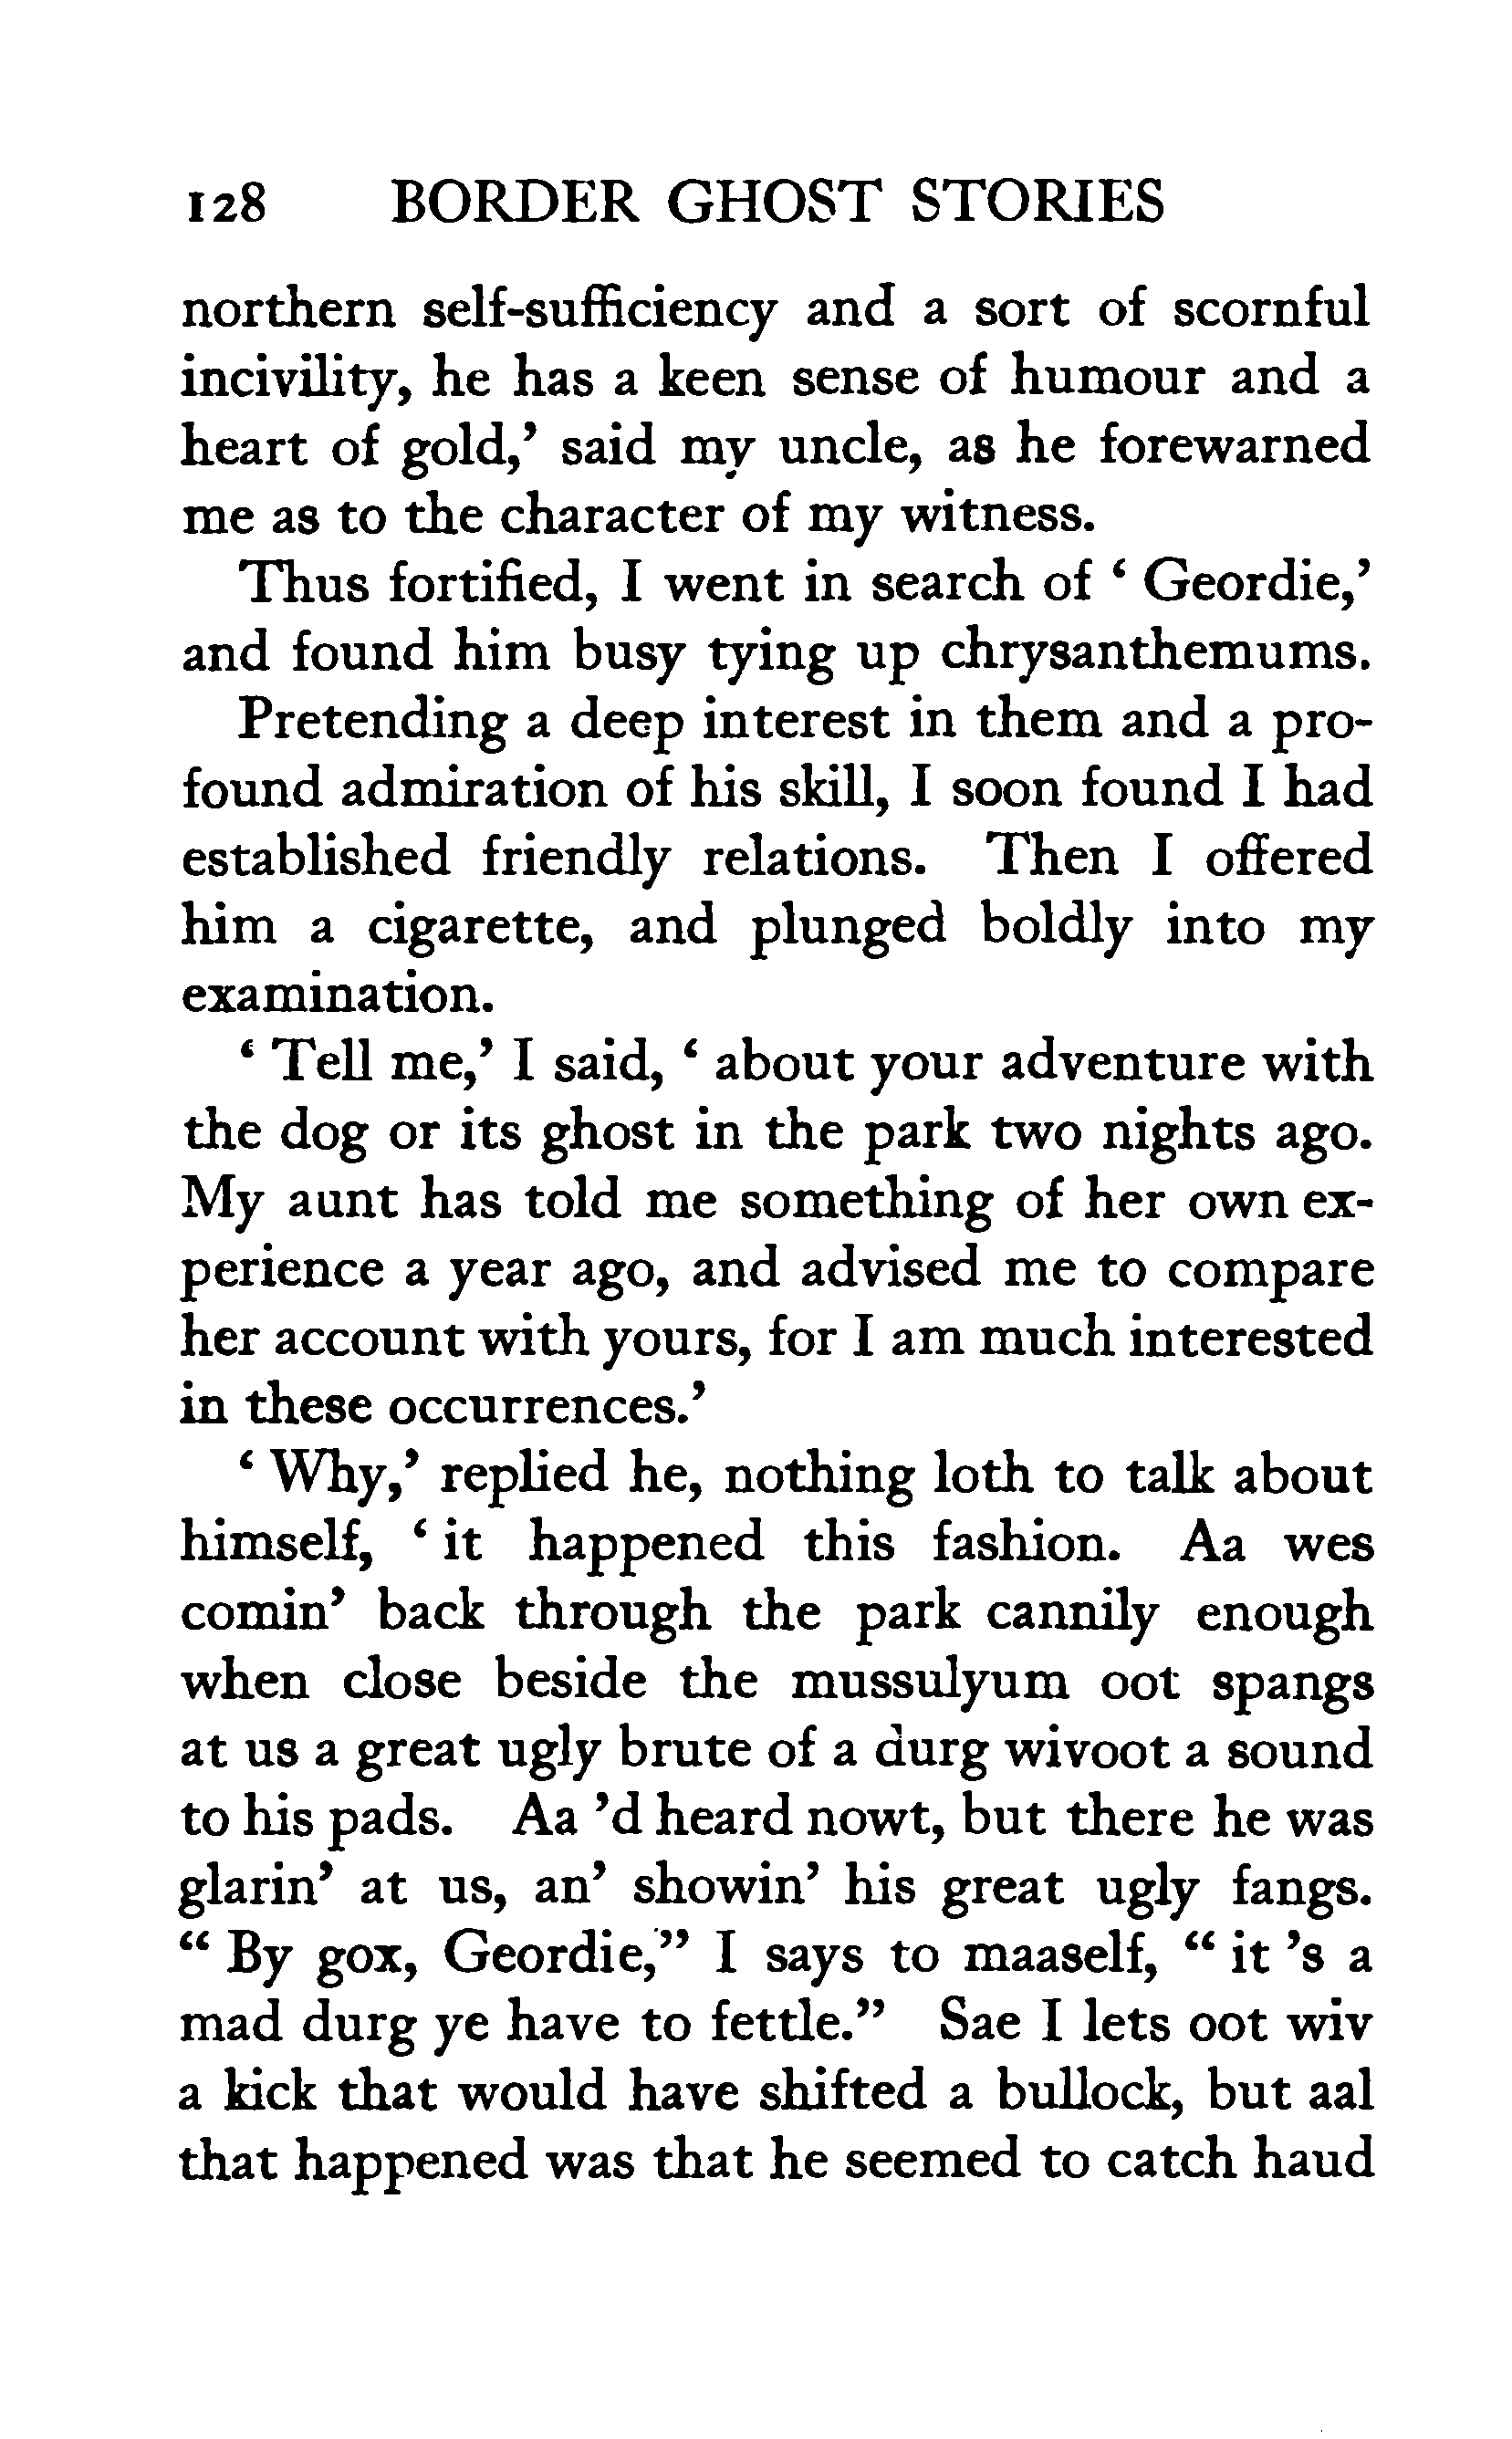 128 BORDER GHOST STORIES
northern self-sufficiency and a sort of scornful
incivility, he has a keen sense of humour and a
heart of gold,’ said my uncle, as he forewarned
me as to the character of my witness.
Thus fortified, I went in search of ‘ Geordie,’
and found him busy tying up chrysanthemums.
Pretending a deep interest in them and a pro-
found admiration of his skill, I soon found I had
established friendly relations. Then I offered
him a cigarette, and plunged boldly into my
examination.
‘ Tell me,’ I said, ‘ about your adventure with
the dog or its ghost in the park two nights ago.
My aunt has told me something of her own ex-
perience a year ago, and advised me to compare
her account with yours, for I am much interested
in these occurrences.’
‘ Why,’ replied he, nothing loth to talk about
himself, ‘ it happened this fashion. Aa wes
comin’ back through the park cannily enough
when close beside the mussulyum oot spangs
at us a great ugly brute of a durg wivoot a sound
to his pads. Aa ’d heard nowt, but there he was
glarin’ at us, an’ showin’ his great ugly fangs.
“ By gox, Geordie,” I says to maaself, “ it ’s a
mad durg ye have to fettle.” Sae I lets oot wiv
a kick that would have shifted a bullock, but aal
that happened was that he seemed to catch haud